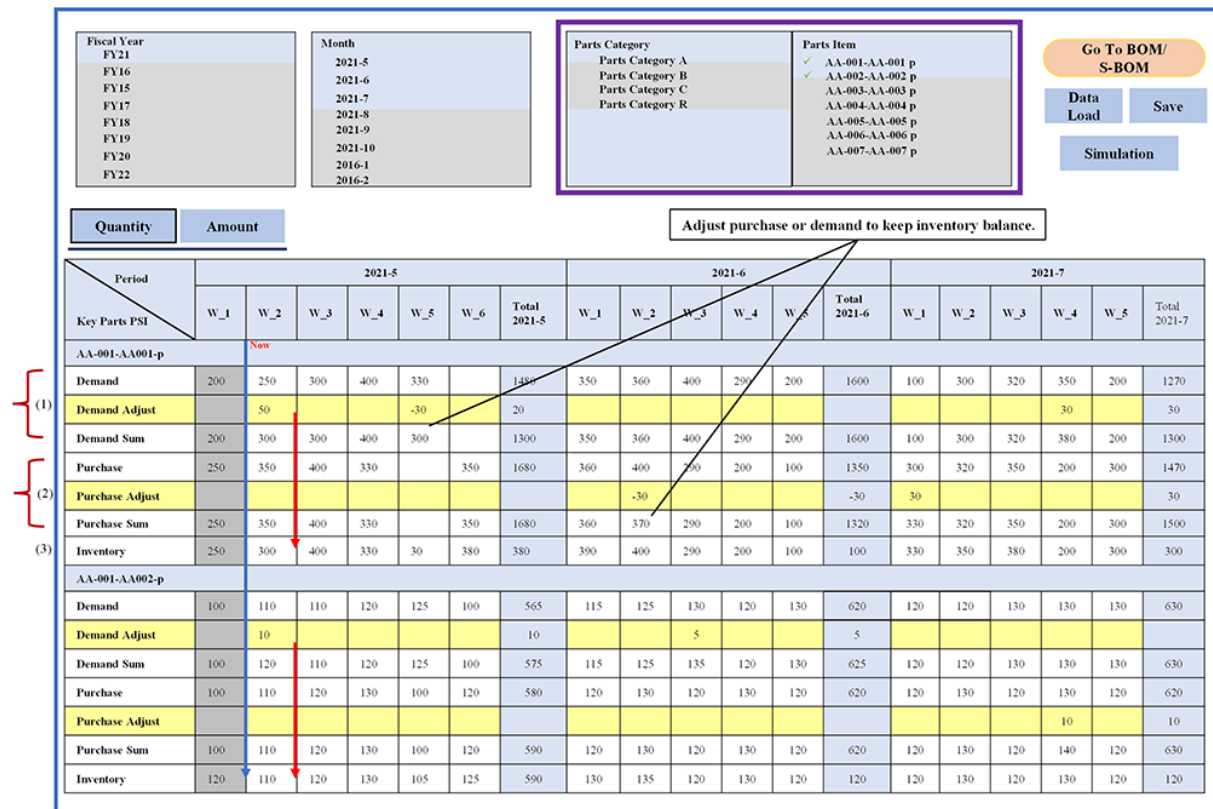 Fiscal Year
FY21
FY16
FY15
FY17
FY18
FY19
FY20
FY22
Month
2021-5
2021-6
2021-7
2021-8
2021-9
2021-10
2016-1
2016-2
Parts Category
Parts Category A
Parts Category B
Parts Category C
Parts Category R
Parts Item
✓ AA-001-AA-001 p
✓ AA-002-AA-002 p
AA-003-AA-003 p
AA-004-AA-004 p
AA-005-AA-005 p
AA-006-AA-006 p
AA-007-AA-007 p
Go To BOM/
S-BOM
Data
Load
Save
Simulation
Quantity Amount
Adjust purchase or demand to keep inventory balance.
Period 2021-5 2021-6 2021-7
Key Parts PSI W_1 W_2 W_3 W_4 W_5 W_6 Total 2021-5 W_1 W_2 W_3 W_4 W_5 Total 2021-6 W_1 W_2 W_3 W_4 W_5 Total 2021-7
Now
AA-001-AA001-p
Demand 200 250 300 400 330 1480 350 360 400 290 200 1600 100 300 320 350 200 1270
(1) Demand Adjust 50 -30 20 30 30
Demand Sum 200 300 300 400 300 1300 350 360 400 290 200 1600 100 300 320 380 200 1300
Purchase 250 350 400 330 350 1680 360 400 290 200 100 1350 300 320 350 200 300 1470
(2) Purchase Adjust -30 -30 30 30
Purchase Sum 250 350 400 330 350 1680 360 370 290 200 100 1320 330 320 350 200 300 1500
(3) Inventory 250 300 400 330 30 380 380 390 400 290 200 100 100 330 350 380 200 300 300
AA-001-AA002-p
Demand 100 110 110 120 125 100 565 115 125 130 120 130 620 120 120 130 130 130 630
Demand Adjust 10 10 5 5
Demand Sum 100 120 110 120 125 100 575 115 125 135 120 130 625 120 120 130 130 130 630
Purchase 100 110 120 130 100 120 580 120 130 120 130 120 620 120 130 120 130 120 620
Purchase Adjust 10 10
Purchase Sum 100 110 120 130 100 120 590 120 130 120 130 120 620 120 130 120 140 120 630
Inventory 120 110 120 130 105 125 590 130 135 120 130 120 120 120 130 120 130 120 120